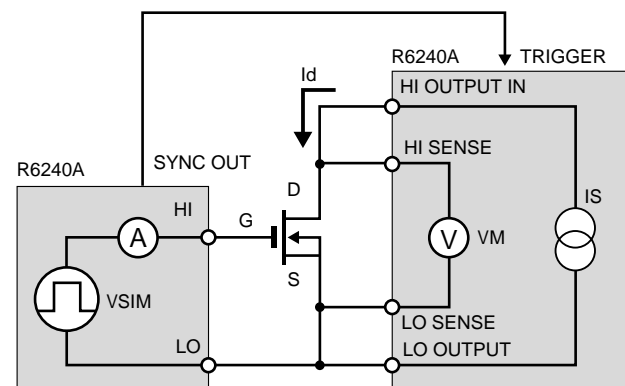 R6240A TRIGGER
Id
HI OUTPUT IN
HI SENSE
SYNC OUT
R6240A
D
IS
HI
G
A
V VM
S
VSIM
LO SENSE
LO
LO OUTPUT